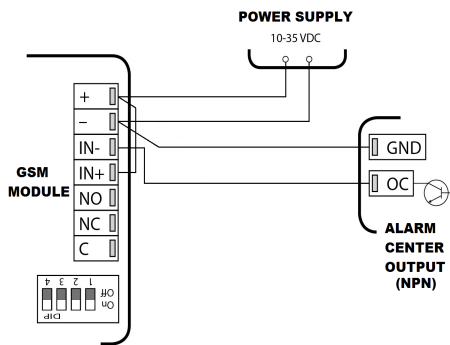 POWER SUPPLY
10-35 VDC
+
−
IN-
IN+
NO
NC
C
GSM
MODULE
GND
OC
ALARM
CENTER
OUTPUT
(NPN)
1 2 3 4
Off
On
DIP